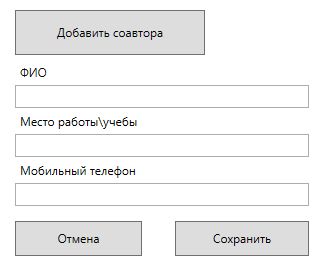 Добавить соавтора
ФИО
Место работы\учебы
Мобильный телефон
Отмена Сохранить